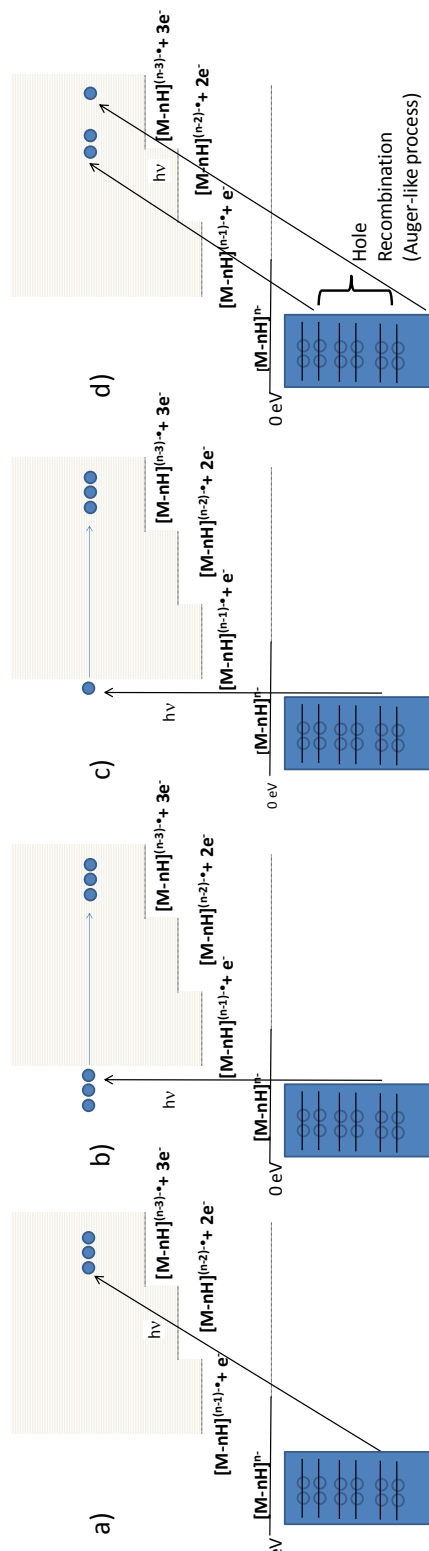 a)
[M-nH]⁽ⁿ⁻³⁾⁻• + 3e⁻
[M-nH]⁽ⁿ⁻²⁾⁻• + 2e⁻
[M-nH]⁽ⁿ⁻¹⁾⁻• + e⁻
hν
[M-nH]ⁿ⁻
eV
b)
[M-nH]⁽ⁿ⁻³⁾⁻• + 3e⁻
[M-nH]⁽ⁿ⁻²⁾⁻• + 2e⁻
[M-nH]⁽ⁿ⁻¹⁾⁻• + e⁻
hν
[M-nH]ⁿ⁻
0 eV
c)
[M-nH]⁽ⁿ⁻³⁾⁻• + 3e⁻
[M-nH]⁽ⁿ⁻²⁾⁻• + 2e⁻
[M-nH]⁽ⁿ⁻¹⁾⁻• + e⁻
hν
[M-nH]ⁿ⁻
0 eV
d)
[M-nH]⁽ⁿ⁻³⁾⁻• + 3e⁻
[M-nH]⁽ⁿ⁻²⁾⁻• + 2e⁻
[M-nH]⁽ⁿ⁻¹⁾⁻• + e⁻
hν
[M-nH]ⁿ⁻
0 eV
Hole
Recombination
(Auger-like process)